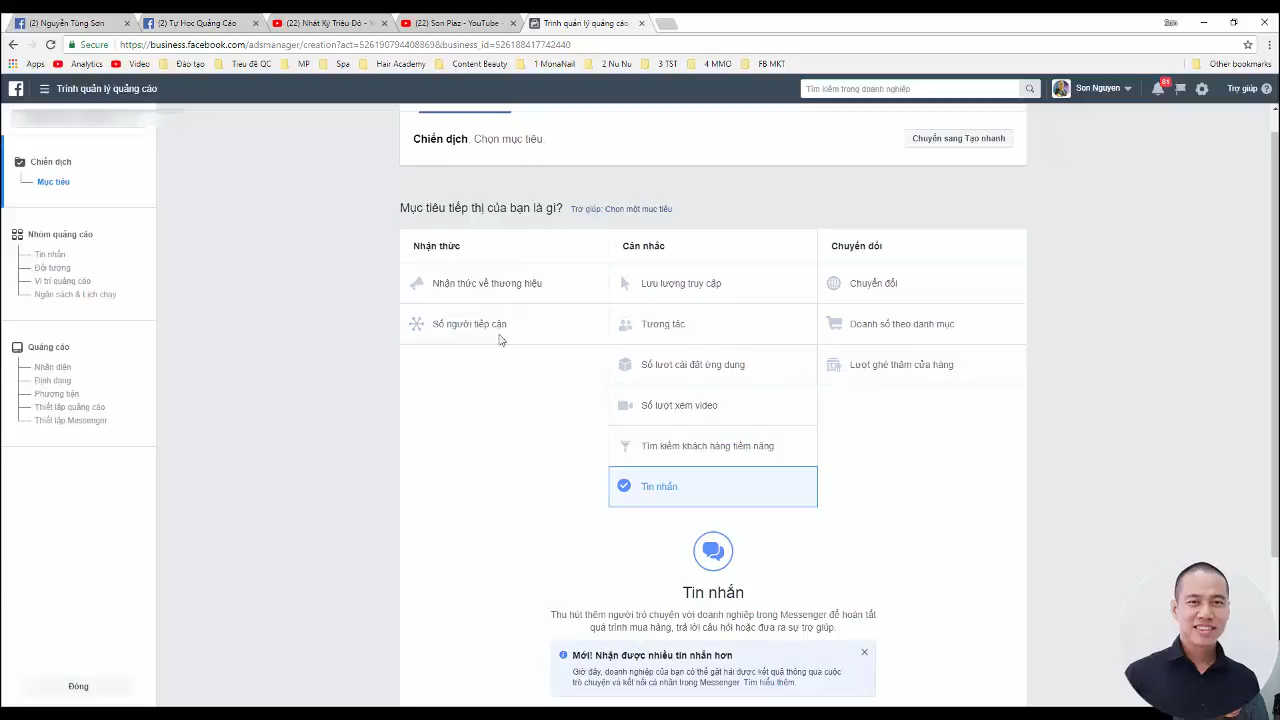 (2) Nguyễn Tùng Sơn
(2) Tự Học Quảng Cáo
(22) Nhật Ký Triệu Đô - Y
(22) Son Piaz - YouTube -
Trình quản lý quảng cáo
Secure
https://business.facebook.com/adsmanager/creation?act=526190794408869&business_id=526188417742440
Apps Analytics Video Đào tạo Tieu đề QC MP Spa Hair Academy Content Beauty 1 MonaNail 2 Nu Nu 3 TST 4 MMO FB MKT Other bookmarks
Trình quản lý quảng cáo
Tìm kiếm trong doanh nghiệp
Son Nguyen
81
Trợ giúp
Chiến dịch
Mục tiêu
Nhóm quảng cáo
Tin nhắn
Đối tượng
Vị trí quảng cáo
Ngân sách & Lịch chạy
Quảng cáo
Nhận diện
Định dạng
Phương tiện
Thiết lập quảng cáo
Thiết lập Messenger
Đóng
Chiến dịch. Chọn mục tiêu.
Chuyển sang Tạo nhanh
Mục tiêu tiếp thị của bạn là gì? Trợ giúp: Chọn một mục tiêu
Nhận thức Cân nhắc Chuyển đổi
Nhận thức về thương hiệu Lưu lượng truy cập Chuyển đổi
Số người tiếp cận Tương tác Doanh số theo danh mục
Số lượt cài đặt ứng dụng Lượt ghé thăm cửa hàng
Số lượt xem video
Tìm kiếm khách hàng tiềm năng
Tin nhắn
Tin nhắn
Thu hút thêm người trò chuyện với doanh nghiệp trong Messenger để hoàn tất
quá trình mua hàng, trả lời câu hỏi hoặc đưa ra sự trợ giúp.
Mới! Nhận được nhiều tin nhắn hơn
Giờ đây, doanh nghiệp của bạn có thể gặt hái được kết quả thông qua cuộc
trò chuyện và kết nối cá nhân trong Messenger. Tìm hiểu thêm.